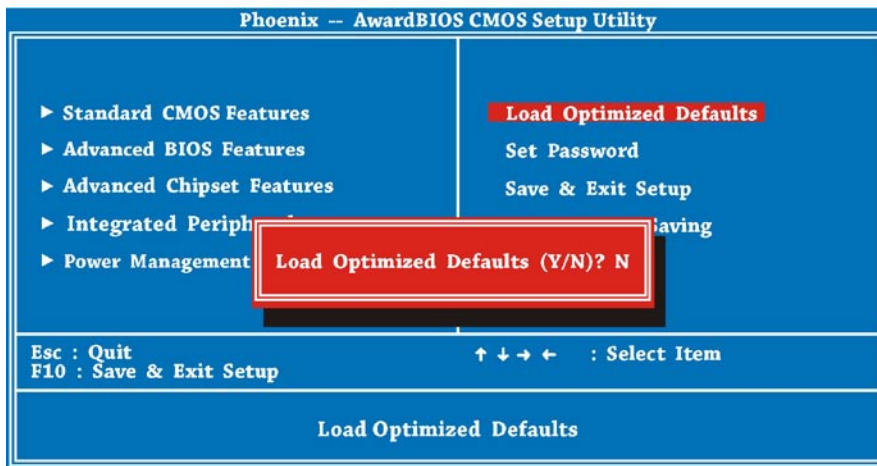 Phoenix -- AwardBIOS CMOS Setup Utility
► Standard CMOS Features
► Advanced BIOS Features
► Advanced Chipset Features
► Integrated
► Power Management
Load Optimized Defaults
Set Password
Save & Exit Setup
Saving
Load Optimized Defaults (Y/N)? N
Esc : Quit
F10 : Save & Exit Setup
↑ ↓ → ← : Select Item
Load Optimized Defaults